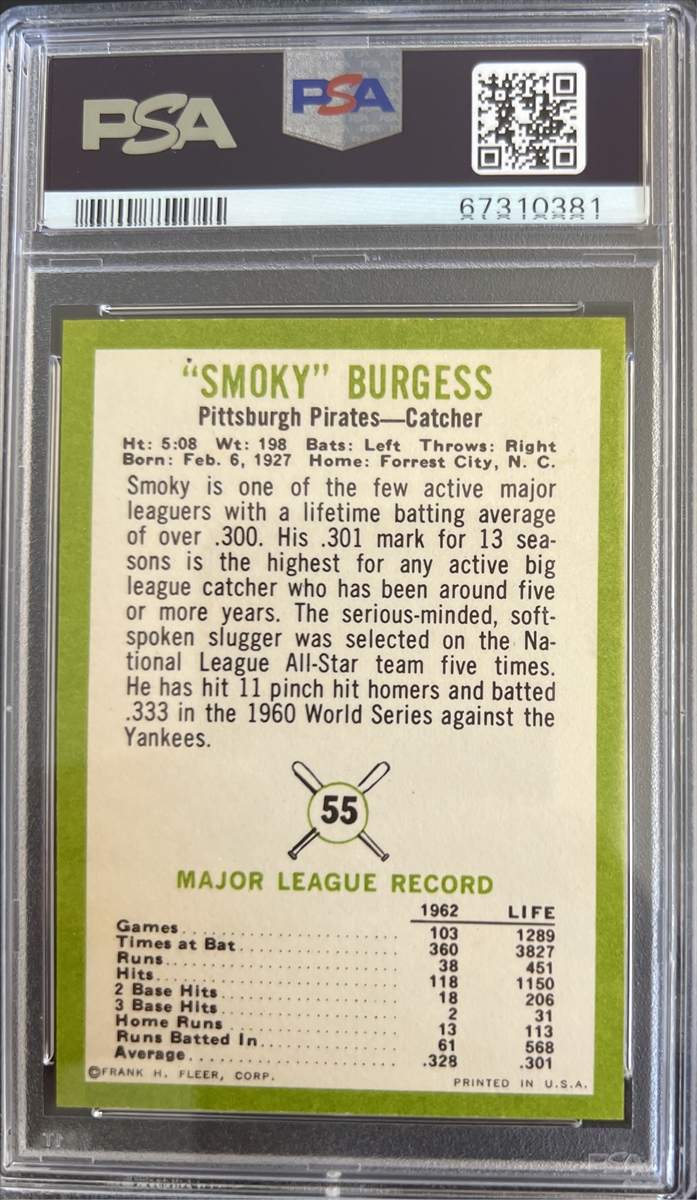 PSA PSA
67310381
"SMOKY" BURGESS
Pittsburgh Pirates—Catcher
Ht: 5:08 Wt: 198 Bats: Left Throws: Right
Born: Feb. 6, 1927 Home: Forrest City, N. C.
Smoky is one of the few active major
leaguers with a lifetime batting average
of over .300. His .301 mark for 13 sea-
sons is the highest for any active big
league catcher who has been around five
or more years. The serious-minded, soft-
spoken slugger was selected on the Na-
tional League All-Star team five times.
He has hit 11 pinch hit homers and batted
.333 in the 1960 World Series against the
Yankees.
55
MAJOR LEAGUE RECORD
1962 LIFE
Games 103 1289
Times at Bat 360 3827
Runs 38 451
Hits 118 1150
2 Base Hits 18 206
3 Base Hits 2 31
Home Runs 13 113
Runs Batted In 61 568
Average .328 .301
©FRANK H. FLEER, CORP. PRINTED IN U.S.A.
PSA